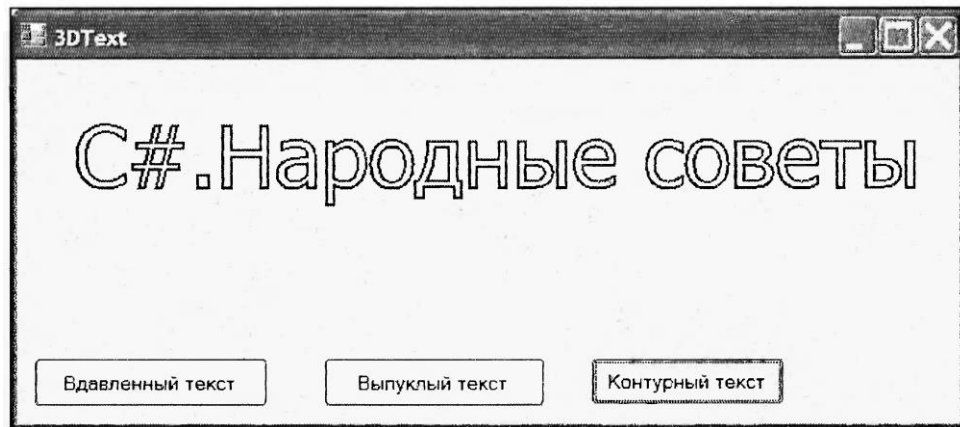 3DText
C#.Народные советы
Вдавленный текст Выпуклый текст Контурный текст